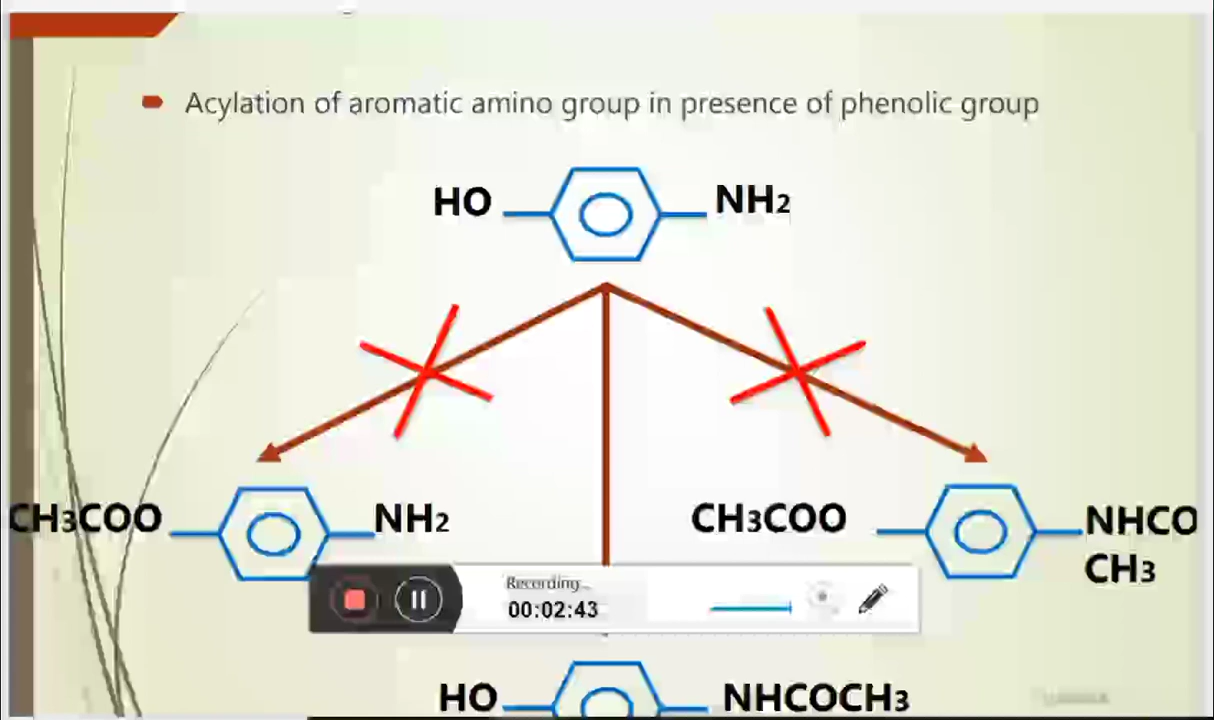 Acylation of aromatic amino group in presence of phenolic group
HO NH2
CH3COO NH2 CH3COO NHCO
CH3
Recording...
00:02:43
HO NHCOCH3